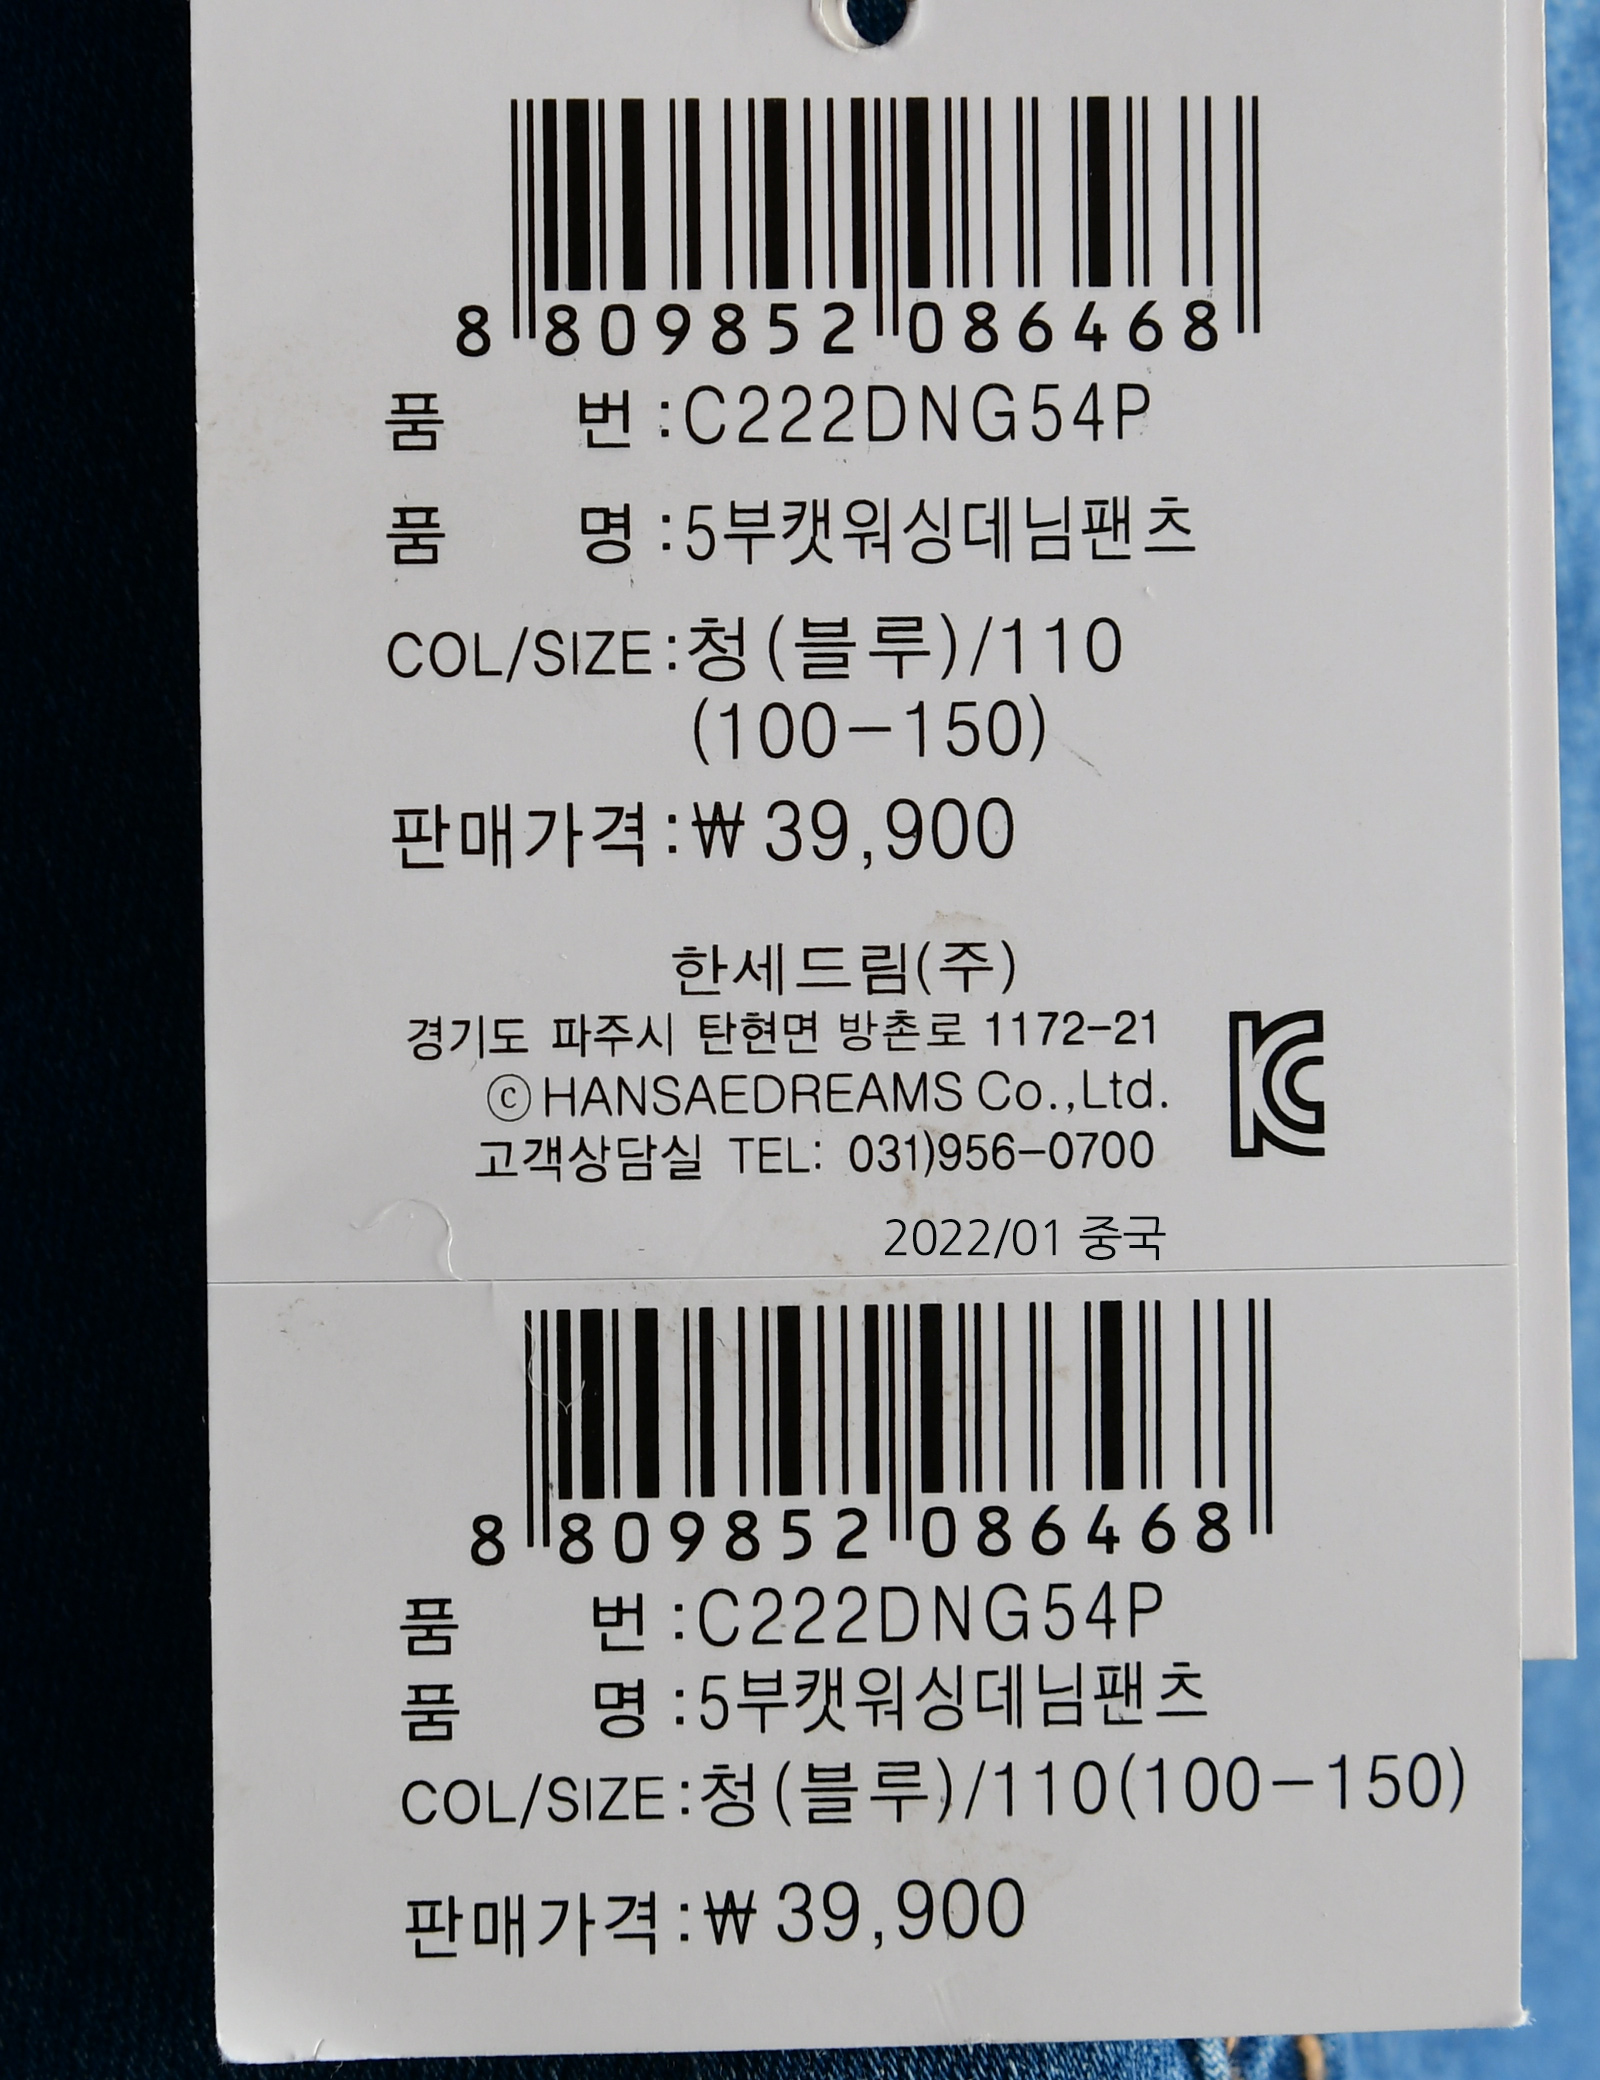 8 809852 086468
품 번 :C222DNG54P
품 명 :5부캣워싱데님팬츠
COL/SIZE:청(블루)/110
(100-150)
판매가격:₩39,900
한세드림(주)
경기도 파주시 탄현면 방촌로 1172-21
ⓒHANSAEDREAMS Co.,Ltd.
고객상담실 TEL: 031)956-0700
2022/01 중국
8 809852 086468
품 번 :C222DNG54P
품 명 :5부캣워싱데님팬츠
COL/SIZE:청(블루)/110(100-150)
판매가격:₩39,900